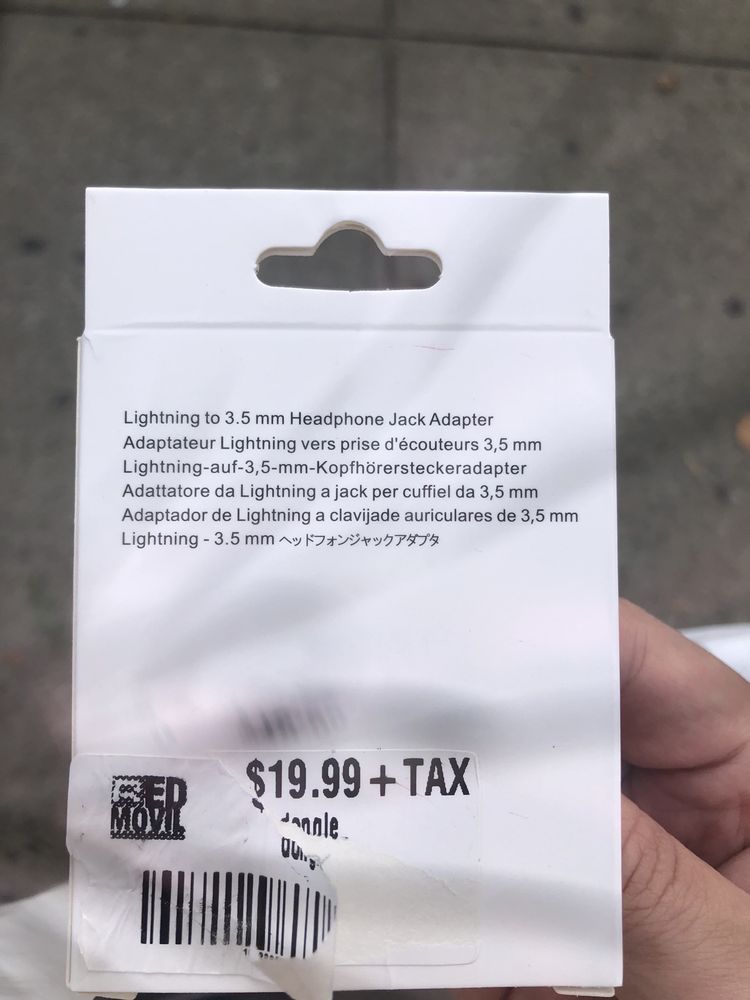 Lightning to 3.5 mm Headphone Jack Adapter
Adaptateur Lightning vers prise d'écouteurs 3,5 mm
Lightning-auf-3,5-mm-Kopfhörersteckeradapter
Adattatore da Lightning a jack per cuffiel da 3,5 mm
Adaptador de Lightning a clavijade auriculares de 3,5 mm
Lightning - 3.5 mm ヘッドフォンジャックアダプタ
$19.99 + TAX
ED
MOVIL